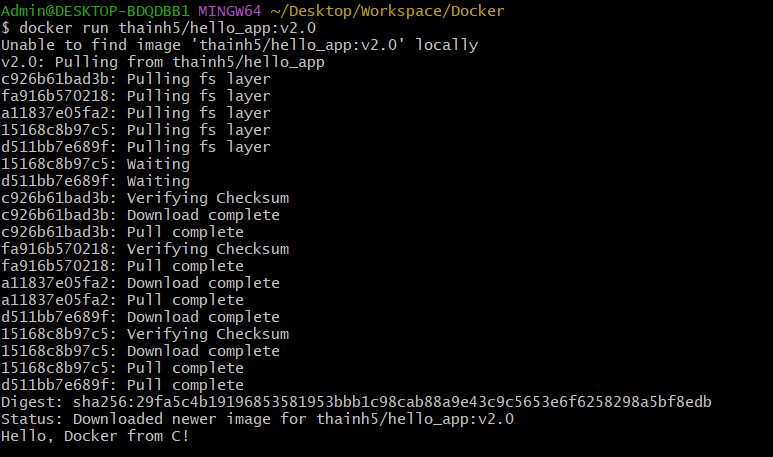 Admin@DESKTOP-BDQDBB1 MINGW64 ~/Desktop/Workspace/Docker
$ docker run thainh5/hello_app:v2.0
Unable to find image 'thainh5/hello_app:v2.0' locally
v2.0: Pulling from thainh5/hello_app
c926b61bad3b: Pulling fs layer
fa916b570218: Pulling fs layer
a11837e05fa2: Pulling fs layer
15168c8b97c5: Pulling fs layer
d511bb7e689f: Pulling fs layer
15168c8b97c5: Waiting
d511bb7e689f: Waiting
c926b61bad3b: Verifying Checksum
c926b61bad3b: Download complete
c926b61bad3b: Pull complete
fa916b570218: Verifying Checksum
fa916b570218: Pull complete
a11837e05fa2: Download complete
a11837e05fa2: Pull complete
d511bb7e689f: Download complete
15168c8b97c5: Verifying Checksum
15168c8b97c5: Download complete
15168c8b97c5: Pull complete
d511bb7e689f: Pull complete
Digest: sha256:29fa5c4b19196853581953bbb1c98cab88a9e43c9c5653e6f6258298a5bf8edb
Status: Downloaded newer image for thainh5/hello_app:v2.0
Hello, Docker from C!